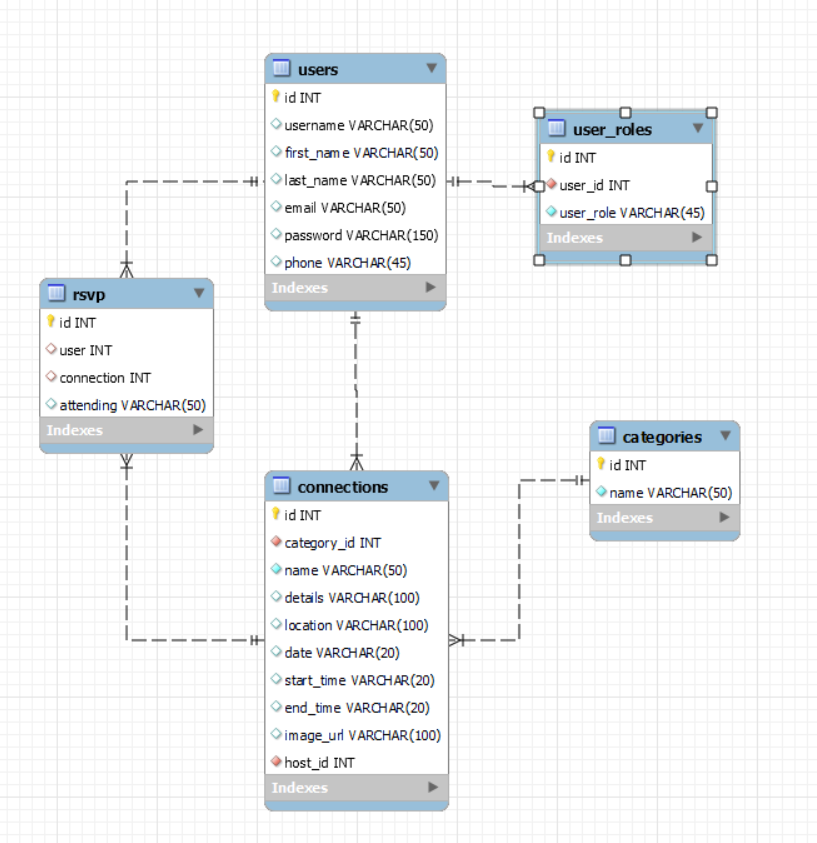 users
id INT
username VARCHAR(50)
first_name VARCHAR(50)
last_name VARCHAR(50)
email VARCHAR(50)
password VARCHAR(150)
phone VARCHAR(45)
Indexes
user_roles
id INT
user_id INT
user_role VARCHAR(45)
Indexes
rsvp
id INT
user INT
connection INT
attending VARCHAR(50)
Indexes
categories
id INT
name VARCHAR(50)
Indexes
connections
id INT
category_id INT
name VARCHAR(50)
details VARCHAR(100)
location VARCHAR(100)
date VARCHAR(20)
start_time VARCHAR(20)
end_time VARCHAR(20)
image_url VARCHAR(100)
host_id INT
Indexes